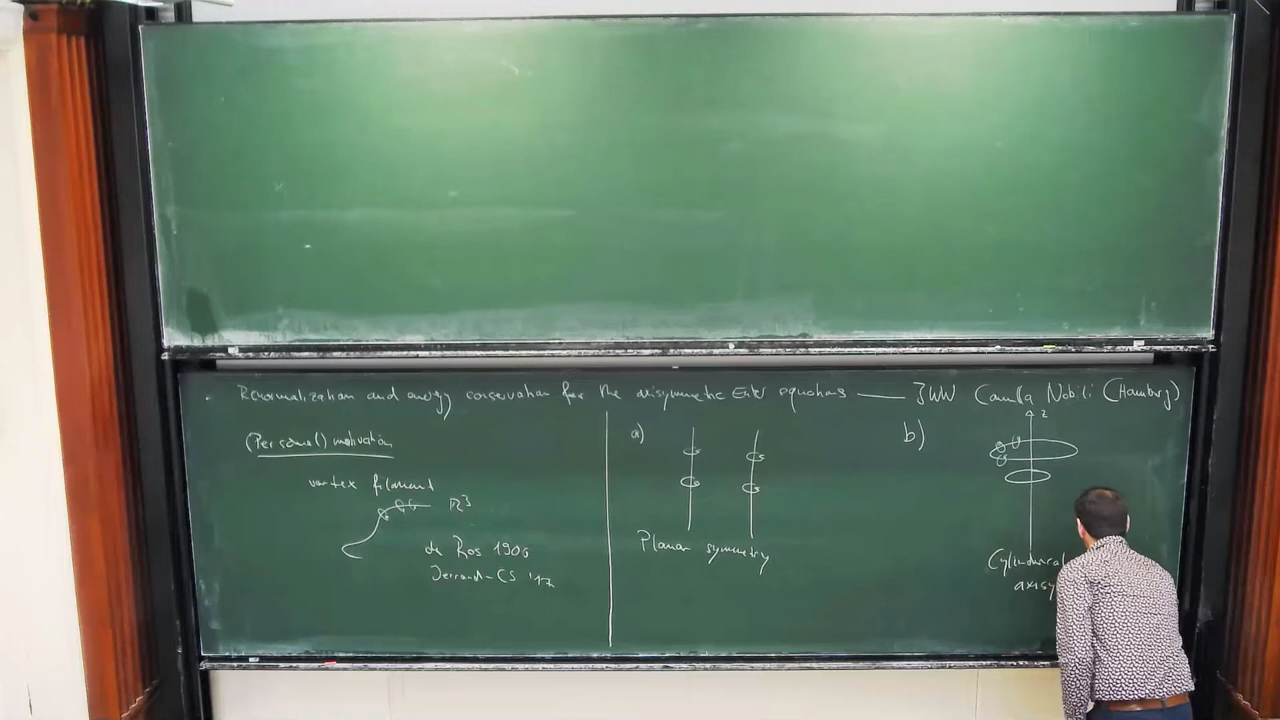 Renormalization and energy conservation for the axisymmetric Euler equations — JWW Camilla Nobili (Hamburg)
(Personal) motivation
vortex filament
ℝ³
da Rios 1906
Jerrard-CS '17
a)
Planar symmetry
b)
z
Cylindrical
axisy